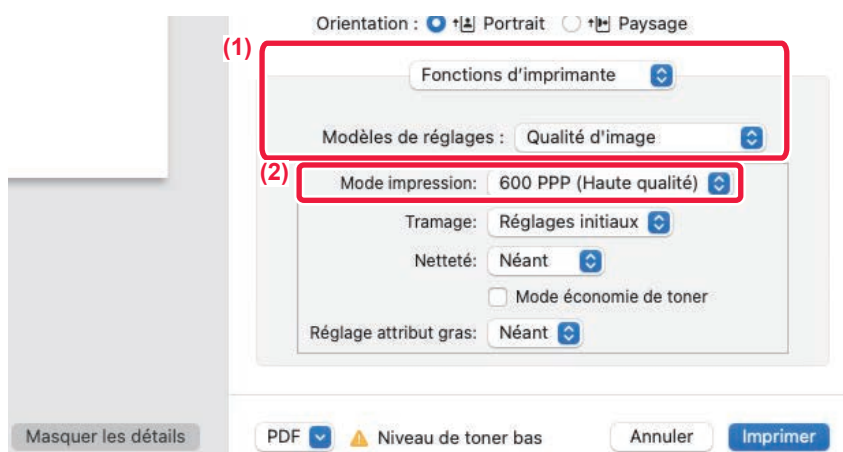 Orientation : Portrait Paysage
(1)
Fonctions d'imprimante
Modèles de réglages : Qualité d'image
(2)
Mode impression: 600 PPP (Haute qualité)
Tramage: Réglages initiaux
Netteté: Néant
Mode économie de toner
Réglage attribut gras: Néant
Masquer les détails PDF Niveau de toner bas Annuler Imprimer